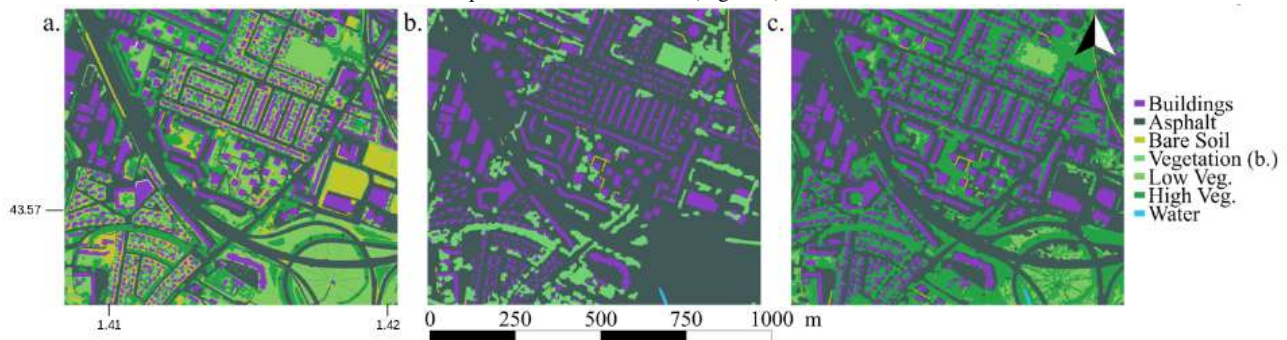 a.
b.
c.
Buildings
Asphalt
Bare Soil
Vegetation (b.)
Low Veg.
High Veg.
Water
43.57
1.41
1.42
0 250 500 750 1000 m